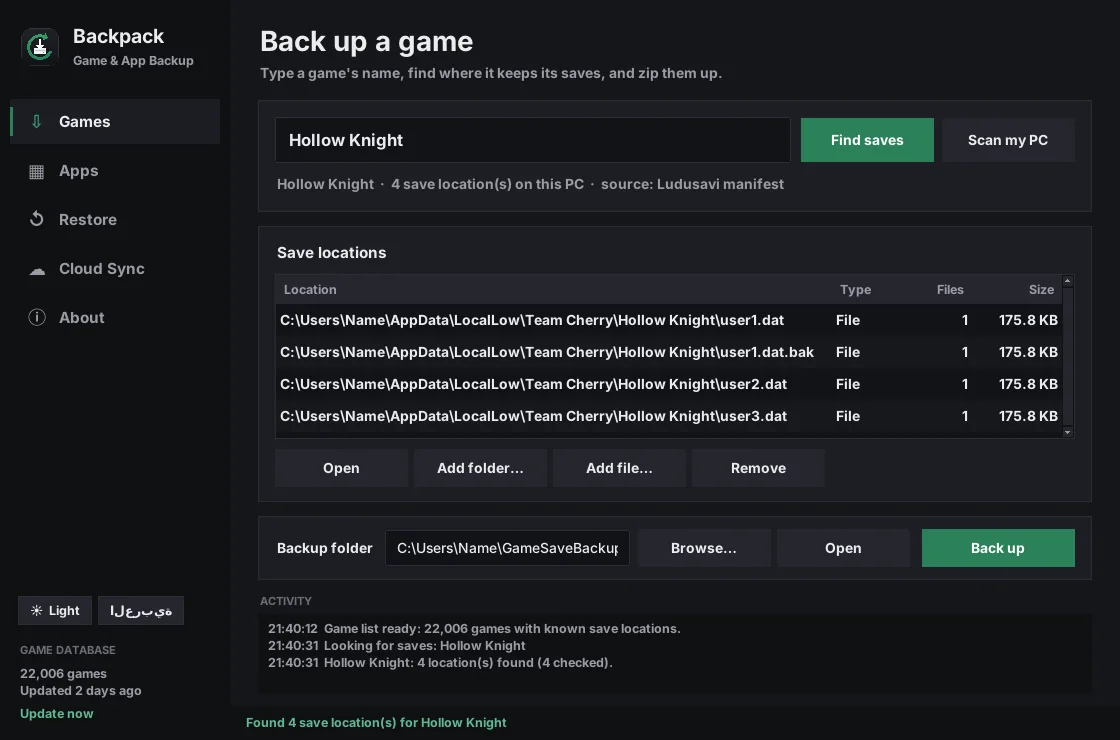 Backpack
Game & App Backup
Games
Apps
Restore
Cloud Sync
About
Light
العربية
GAME DATABASE
22,006 games
Updated 2 days ago
Update now
Back up a game
Type a game's name, find where it keeps its saves, and zip them up.
Hollow Knight
Find saves
Scan my PC
Hollow Knight · 4 save location(s) on this PC · source: Ludusavi manifest
Save locations
Location Type Files Size
C:\Users\Name\AppData\LocalLow\Team Cherry\Hollow Knight\user1.dat File 1 175.8 KB
C:\Users\Name\AppData\LocalLow\Team Cherry\Hollow Knight\user1.dat.bak File 1 175.8 KB
C:\Users\Name\AppData\LocalLow\Team Cherry\Hollow Knight\user2.dat File 1 175.8 KB
C:\Users\Name\AppData\LocalLow\Team Cherry\Hollow Knight\user3.dat File 1 175.8 KB
Open Add folder... Add file... Remove
Backup folder C:\Users\Name\GameSaveBackup Browse... Open Back up
ACTIVITY
21:40:12 Game list ready: 22,006 games with known save locations.
21:40:31 Looking for saves: Hollow Knight
21:40:31 Hollow Knight: 4 location(s) found (4 checked).
Found 4 save location(s) for Hollow Knight